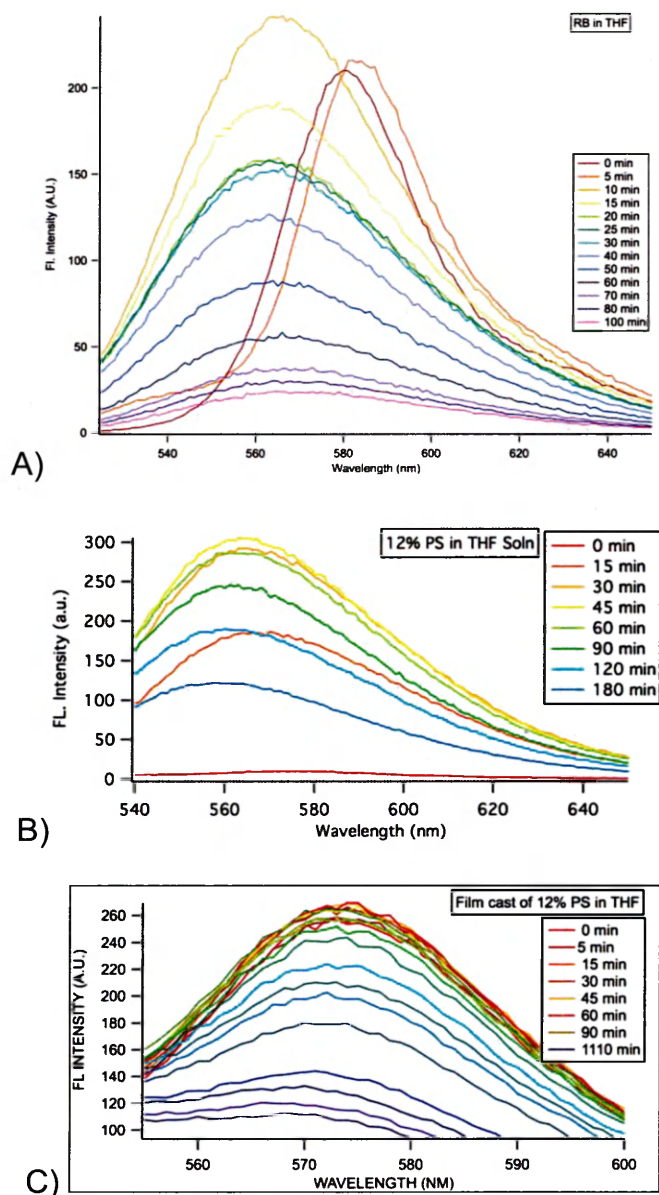 RB in THF
200
150
100
50
0
Fl. Intensity (A.U.)
0 min
5 min
10 min
15 min
20 min
25 min
30 min
40 min
50 min
60 min
70 min
80 min
100 min
540 560 580 600 620 640
Wavelength (nm)
A)
12% PS in THF Soln
300
250
200
150
100
50
0
FL. Intensity (a.u.)
0 min
15 min
30 min
45 min
60 min
90 min
120 min
180 min
540 560 580 600 620 640
Wavelength (nm)
B)
Film cast of 12% PS in THF
260
240
220
200
180
160
140
120
100
FL INTENSITY (A.U.)
0 min
5 min
15 min
30 min
45 min
60 min
90 min
1110 min
560 570 580 590 600
WAVELENGTH (NM)
C)